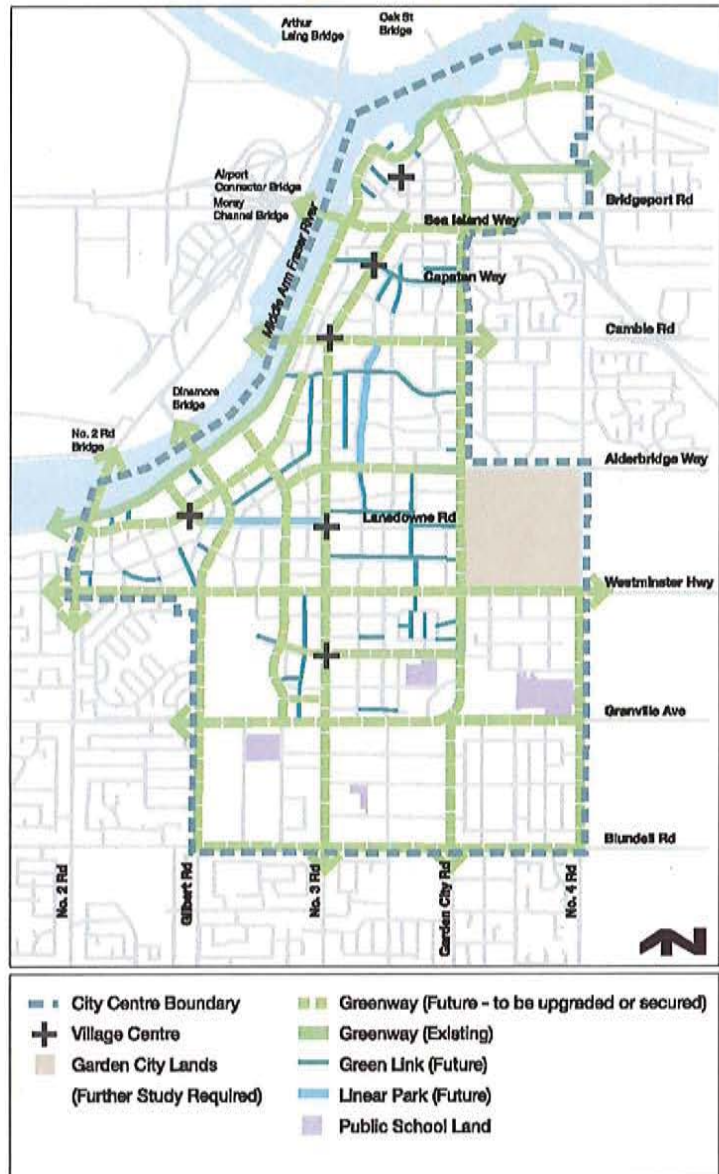 Arthur
Laing Bridge
Oak St
Bridge
Airport
Connector Bridge
Moray
Channel Bridge
Bridgeport Rd
Sea Island Way
Middle Arm Fraser River
Capstan Way
Cambie Rd
Dinsmore
Bridge
No. 2 Rd
Bridge
Alderbridge Way
Lansdowne Rd
Westminster Hwy
Granville Ave
Blundell Rd
No. 2 Rd
Gilbert Rd
No. 3 Rd
Garden City Rd
No. 4 Rd
N
City Centre Boundary
Village Centre
Garden City Lands
(Further Study Required)
Greenway (Future - to be upgraded or secured)
Greenway (Existing)
Green Link (Future)
Linear Park (Future)
Public School Land